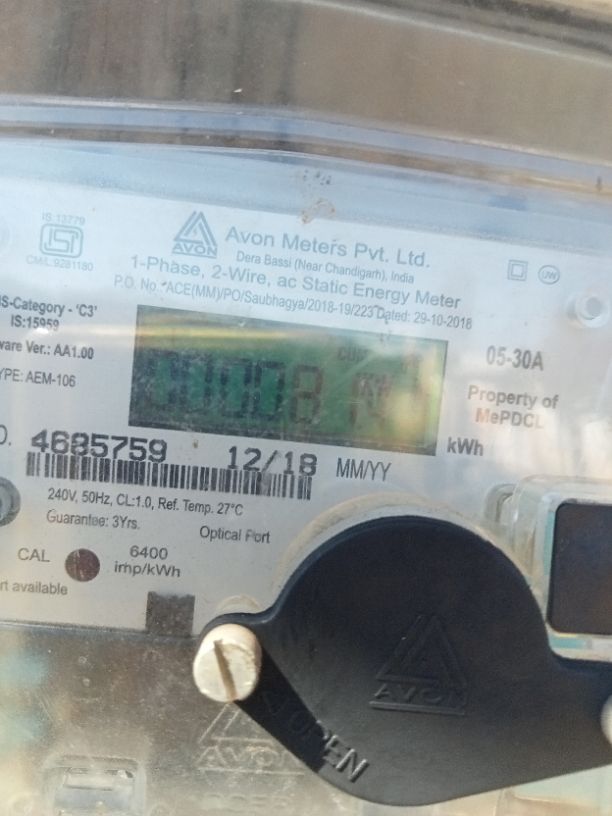 IS:13779
CM/L:9281180
AVON
Avon Meters Pvt. Ltd.
Dera Bassi (Near Chandigarh), India
1-Phase, 2-Wire, ac Static Energy Meter
P.O. No. "ACE(MM)/PO/Saubhagya/2018-19/223 Dated: 29-10-2018
UW
IS-Category - 'C3'
IS:15959
ware Ver.: AA1.00
YPE: AEM-106
05-30A
Property of
MePDCL
kWh
O. 4685759 12/18 MM/YY
240V, 50Hz, CL:1.0, Ref. Temp. 27°C
Guarantee: 3Yrs.
Optical Port
CAL
6400
imp/kWh
rt available
AVON
OPEN
AVON